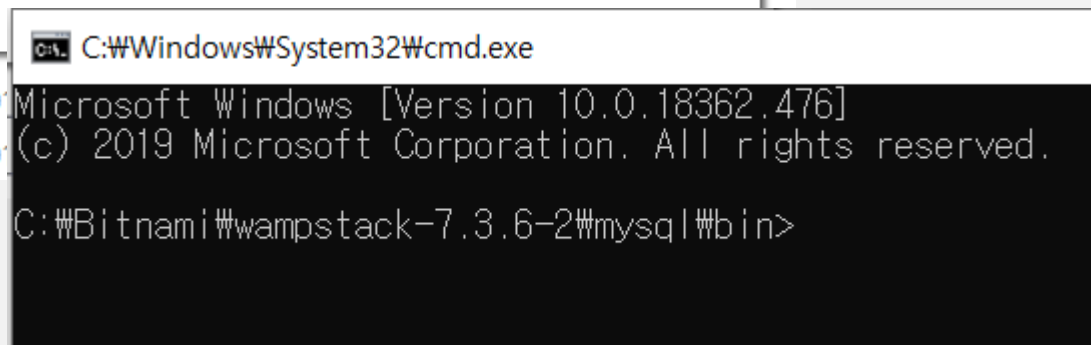 C:₩Windows₩System32₩cmd.exe
Microsoft Windows [Version 10.0.18362.476]
(c) 2019 Microsoft Corporation. All rights reserved.
C:₩Bitnami₩wampstack-7.3.6-2₩mysql₩bin>